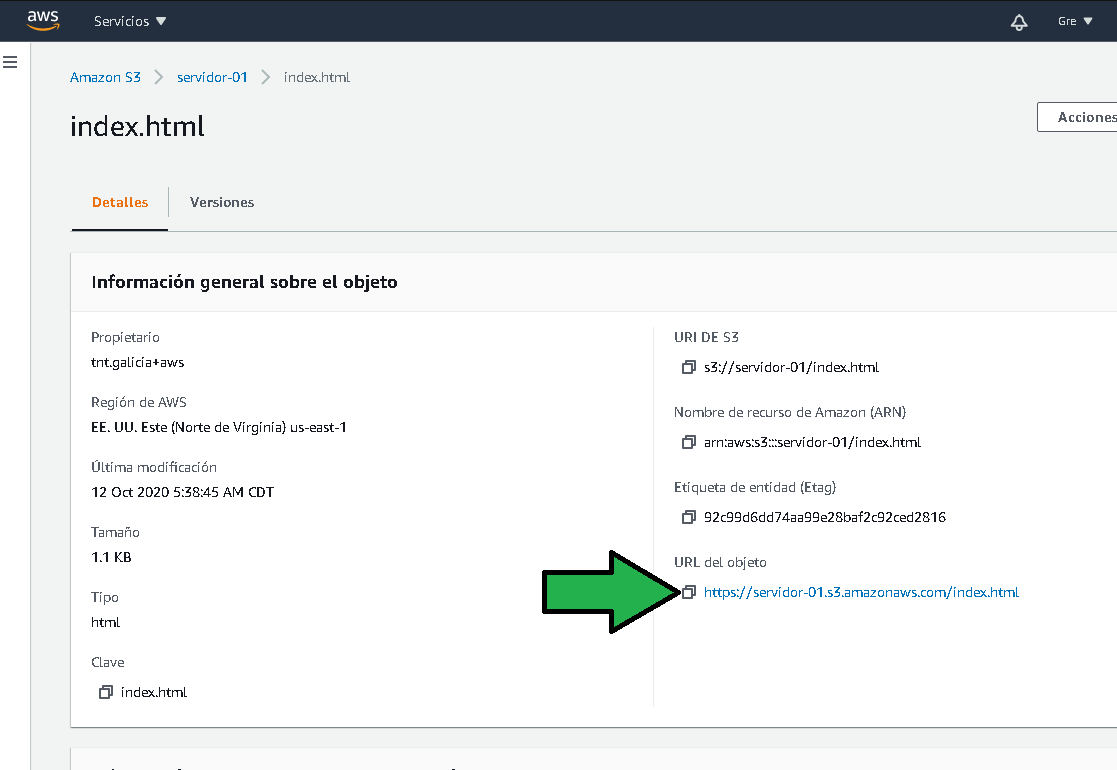 aws Servicios Gre
Amazon S3 servidor-01 index.html
index.html
Acciones
Detalles Versiones
Información general sobre el objeto
Propietario
tnt.galicia+aws
Región de AWS
EE. UU. Este (Norte de Virginia) us-east-1
Última modificación
12 Oct 2020 5:38:45 AM CDT
Tamaño
1.1 KB
Tipo
html
Clave
index.html
URI DE S3
s3://servidor-01/index.html
Nombre de recurso de Amazon (ARN)
arn:aws:s3:::servidor-01/index.html
Etiqueta de entidad (Etag)
92c99d6dd74aa99e28baf2c92ced2816
URL del objeto
https://servidor-01.s3.amazonaws.com/index.html